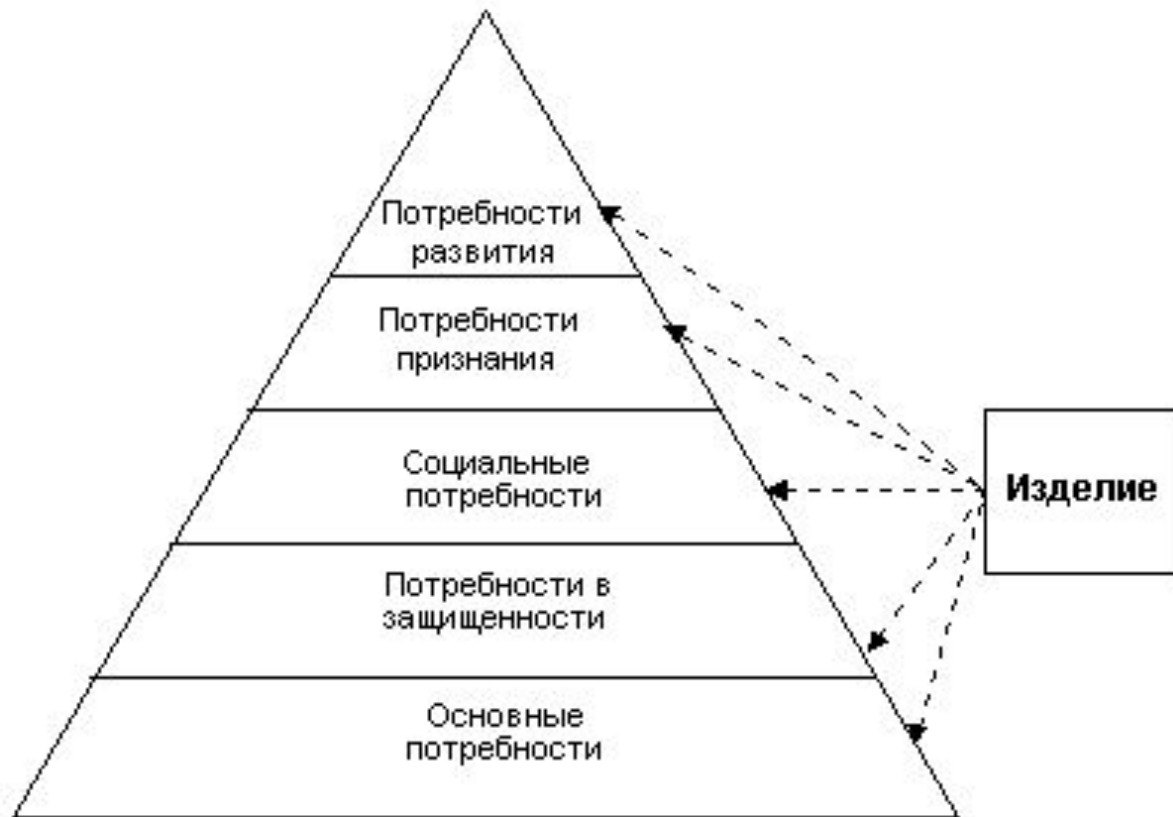 Потребности
развития
Потребности
признания
Социальные
потребности
Изделие
Потребности в
защищенности
Основные
потребности